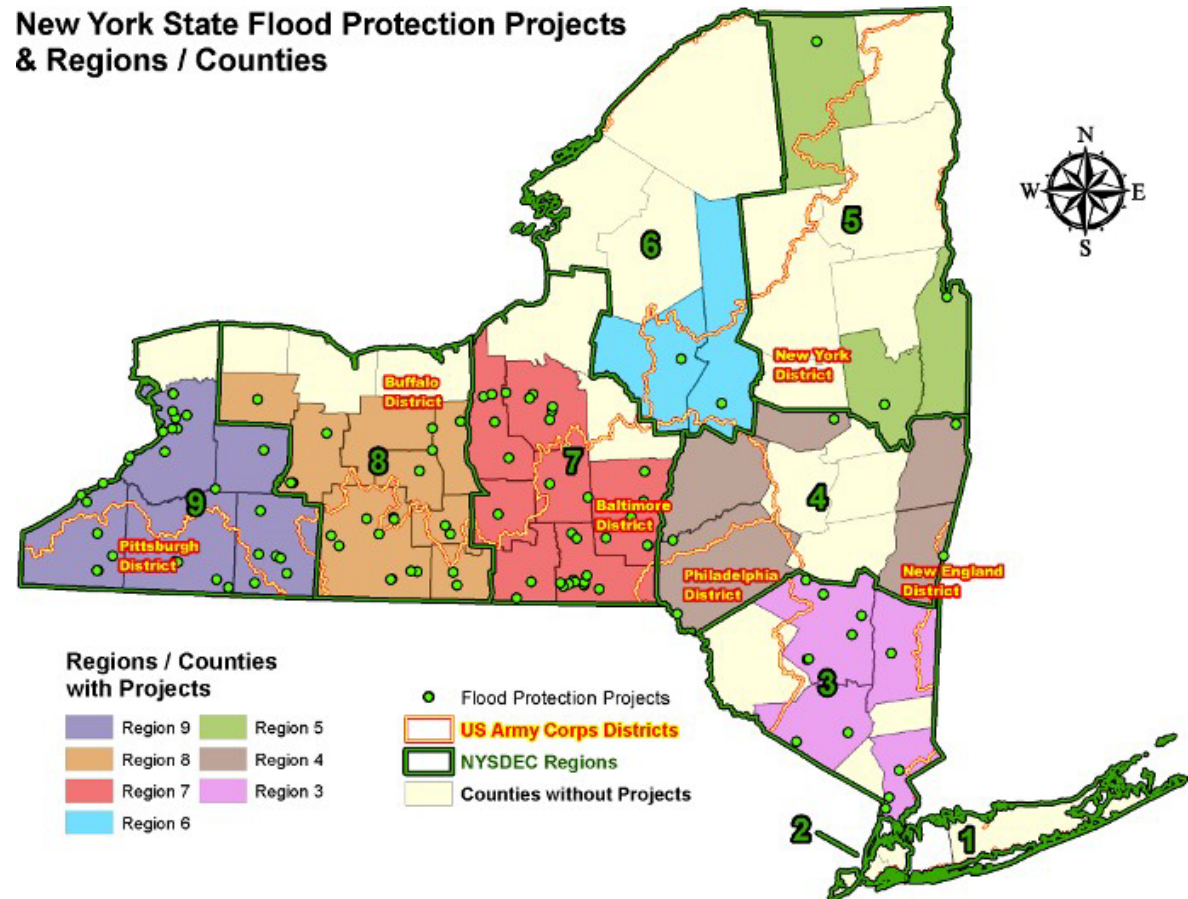 New York State Flood Protection Projects
& Regions / Counties
N
W
E
S
5
6
New York
District
Buffalo
District
8
7
4
9
Baltimore
District
Pittsburgh
District
Philadelphia
District
New England
District
3
Regions / Counties
with Projects
Region 9
Region 5
Region 8
Region 4
Region 7
Region 3
Region 6
Flood Protection Projects
US Army Corps Districts
NYSDEC Regions
Counties without Projects
2
1